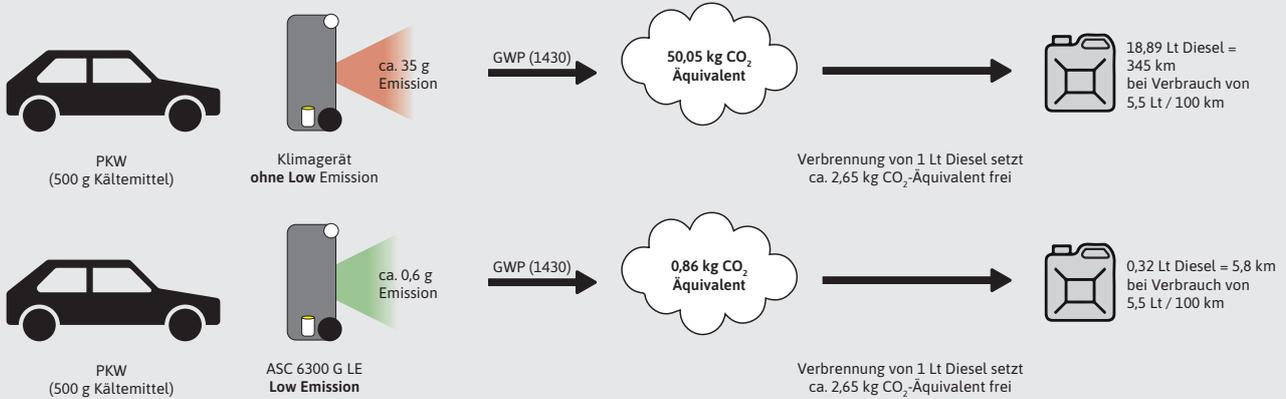 ca. 35 g
Emission
GWP (1430)
50,05 kg CO₂
Äquivalent
18,89 Lt Diesel =
345 km
bei Verbrauch von
5,5 Lt / 100 km
PKW
(500 g Kältemittel)
Klimagerät
ohne Low Emission
Verbrennung von 1 Lt Diesel setzt
ca. 2,65 kg CO₂-Äquivalent frei
ca. 0,6 g
Emission
GWP (1430)
0,86 kg CO₂
Äquivalent
0,32 Lt Diesel = 5,8 km
bei Verbrauch von
5,5 Lt / 100 km
PKW
(500 g Kältemittel)
ASC 6300 G LE
Low Emission
Verbrennung von 1 Lt Diesel setzt
ca. 2,65 kg CO₂-Äquivalent frei